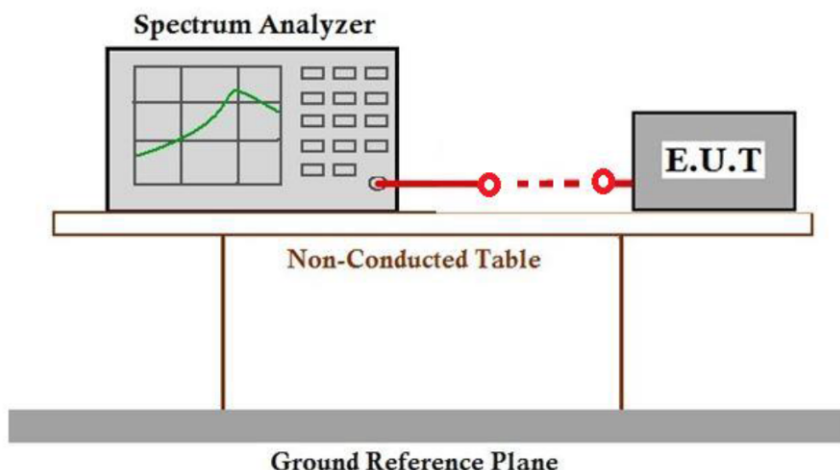 Spectrum Analyzer
E.U.T
Non-Conducted Table
Ground Reference Plane